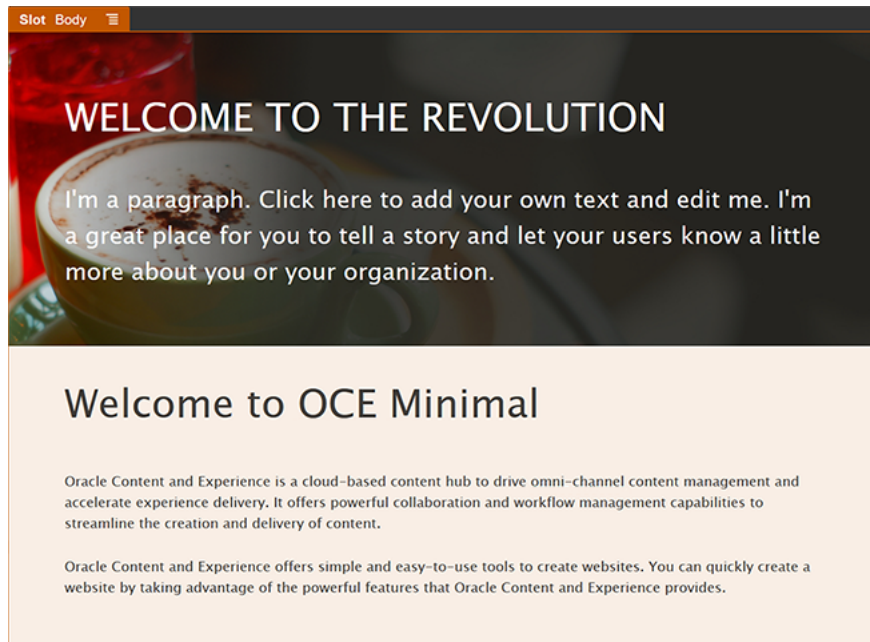 Slot Body
WELCOME TO THE REVOLUTION
I'm a paragraph. Click here to add your own text and edit me. I'm
a great place for you to tell a story and let your users know a little
more about you or your organization.
Welcome to OCE Minimal
Oracle Content and Experience is a cloud-based content hub to drive omni-channel content management and
accelerate experience delivery. It offers powerful collaboration and workflow management capabilities to
streamline the creation and delivery of content.
Oracle Content and Experience offers simple and easy-to-use tools to create websites. You can quickly create a
website by taking advantage of the powerful features that Oracle Content and Experience provides.